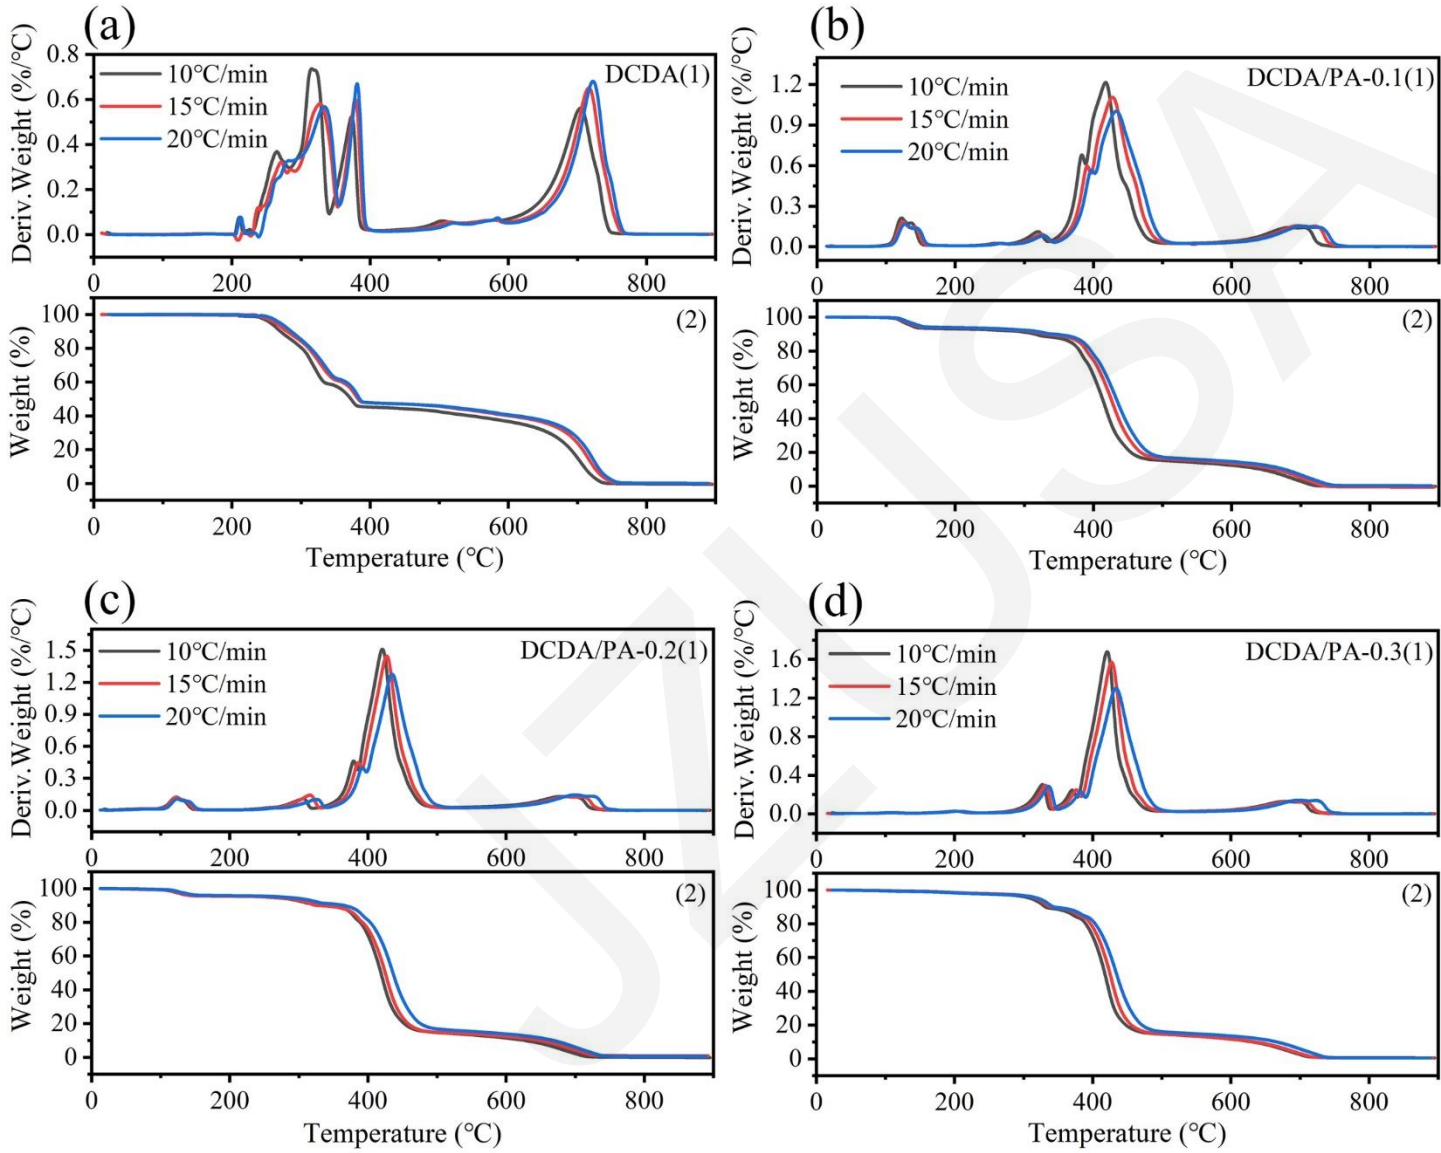 (a)
DCDA(1)
10°C/min
15°C/min
20°C/min
Deriv.Weight (%/°C)
0.8
0.6
0.4
0.2
0.0
200 400 600 800
(2)
Weight (%)
100
80
60
40
20
0
0 200 400 600 800
Temperature (°C)
(b)
DCDA/PA-0.1(1)
10°C/min
15°C/min
20°C/min
Deriv.Weight (%/°C)
1.2
0.9
0.6
0.3
0.0
0 200 400 600 800
(2)
Weight (%)
100
80
60
40
20
0
0 200 400 600 800
Temperature (°C)
(c)
DCDA/PA-0.2(1)
10°C/min
15°C/min
20°C/min
Deriv.Weight (%/°C)
1.5
1.2
0.9
0.6
0.3
0.0
0 200 400 600 800
(2)
Weight (%)
100
80
60
40
20
0
0 200 400 600 800
Temperature (°C)
(d)
DCDA/PA-0.3(1)
10°C/min
15°C/min
20°C/min
Deriv.Weight (%/°C)
1.6
1.2
0.8
0.4
0.0
0 200 400 600 800
(2)
Weight (%)
100
80
60
40
20
0
0 200 400 600 800
Temperature (°C)
JZUSA